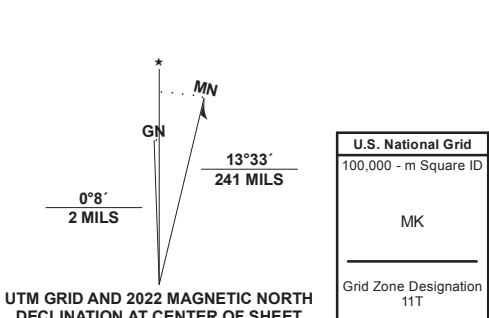 ★
MN
GN
13°33´
241 MILS
0°8´
2 MILS
UTM GRID AND 2022 MAGNETIC NORTH
DECLINATION AT CENTER OF SHEET
U.S. National Grid
100,000 - m Square ID
MK
Grid Zone Designation
11T